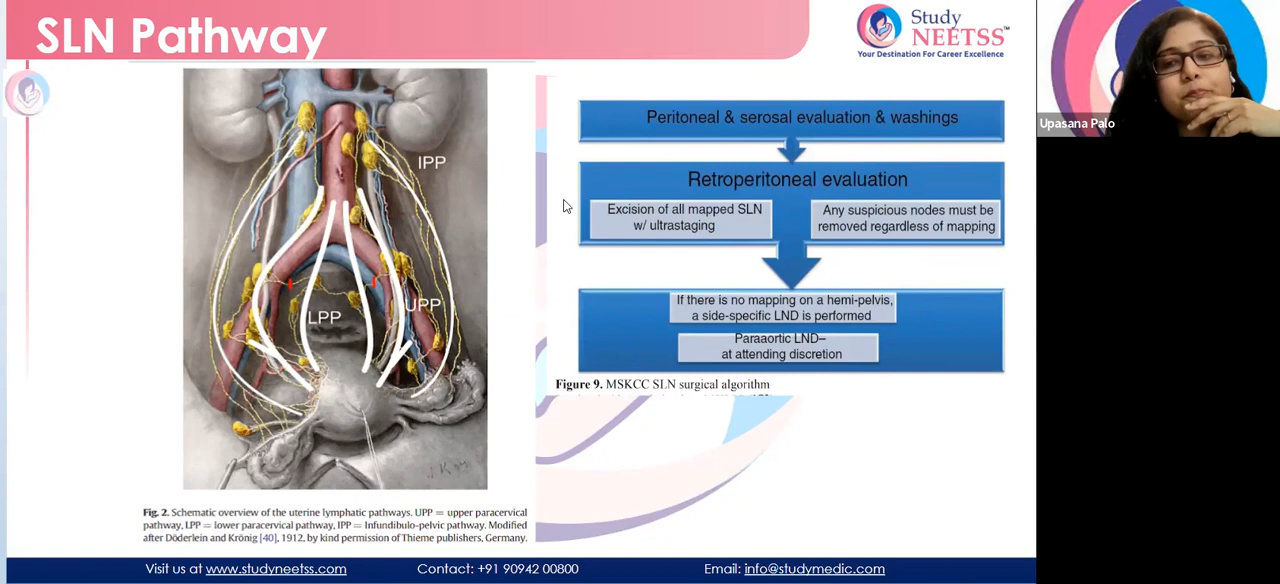 SLN Pathway
Study
NEETSS™
Your Destination For Career Excellence
Upasana Palo
IPP
UPP
LPP
Fig. 2. Schematic overview of the uterine lymphatic pathways. UPP = upper paracervical
pathway, LPP = lower paracervical pathway, IPP = Infundibulo-pelvic pathway. Modified
after Döderlein and Krönig [40], 1912, by kind permission of Thieme publishers, Germany.
Peritoneal & serosal evaluation & washings
Retroperitoneal evaluation
Excision of all mapped SLN
w/ ultrastaging
Any suspicious nodes must be
removed regardless of mapping
If there is no mapping on a hemi-pelvis,
a side-specific LND is performed
Paraaortic LND–
at attending discretion
Figure 9. MSKCC SLN surgical algorithm
Visit us at www.studyneetss.com
Contact: +91 90942 00800
Email: info@studymedic.com